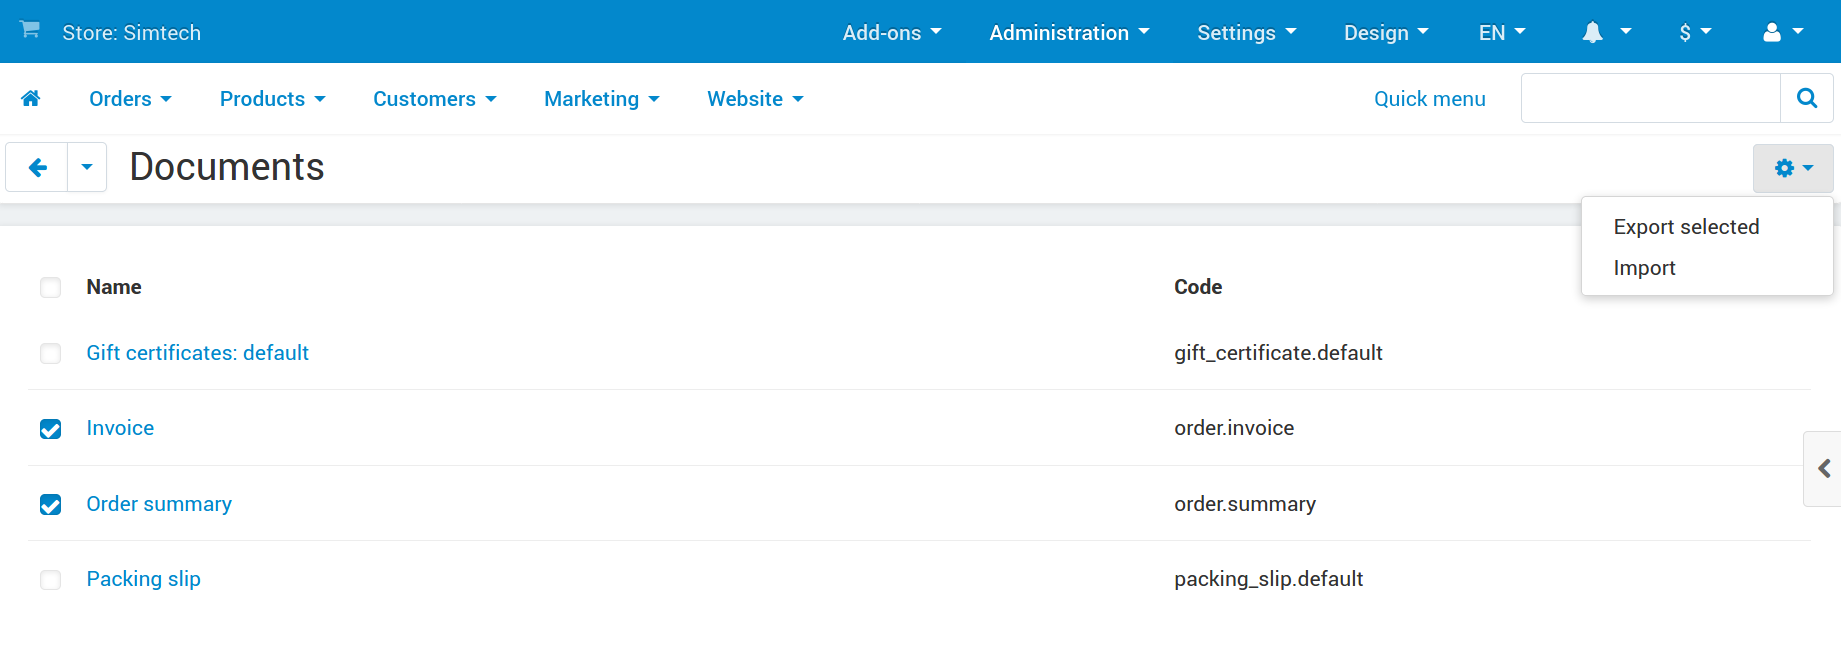 Store: Simtech Add-ons Administration Settings Design EN $
Orders Products Customers Marketing Website Quick menu
Documents
Export selected
Import
Name Code
Gift certificates: default gift_certificate.default
Invoice order.invoice
Order summary order.summary
Packing slip packing_slip.default